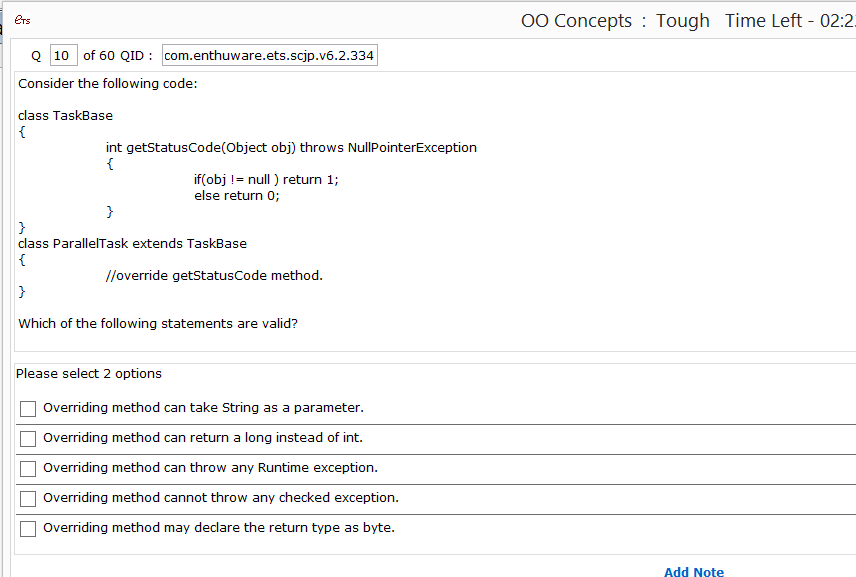 ets
OO Concepts : Tough Time Left - 02:2
Q 10 of 60 QID : com.enthuware.ets.scjp.v6.2.334
Consider the following code:
class TaskBase
{
int getStatusCode(Object obj) throws NullPointerException
{
if(obj != null ) return 1;
else return 0;
}
}
class ParallelTask extends TaskBase
{
//override getStatusCode method.
}
Which of the following statements are valid?
Please select 2 options
Overriding method can take String as a parameter.
Overriding method can return a long instead of int.
Overriding method can throw any Runtime exception.
Overriding method cannot throw any checked exception.
Overriding method may declare the return type as byte.
Add Note